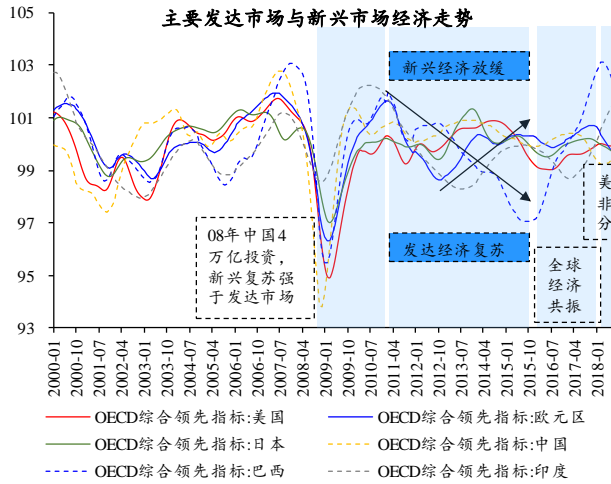 主要发达市场与新兴市场经济走势
105
103
101
99
97
95
93
新兴经济放缓
发达经济复苏
08年中国4
万亿投资，
新兴复苏强
于发达市场
全球
经济
共振
美
非
分
2000-01
2000-10
2001-07
2002-04
2003-01
2003-10
2004-07
2005-04
2006-01
2006-10
2007-07
2008-04
2009-01
2009-10
2010-07
2011-04
2012-01
2012-10
2013-07
2014-04
2015-01
2015-10
2016-07
2017-04
2018-01
OECD综合领先指标:美国
OECD综合领先指标:欧元区
OECD综合领先指标:日本
OECD综合领先指标:中国
OECD综合领先指标:巴西
OECD综合领先指标:印度